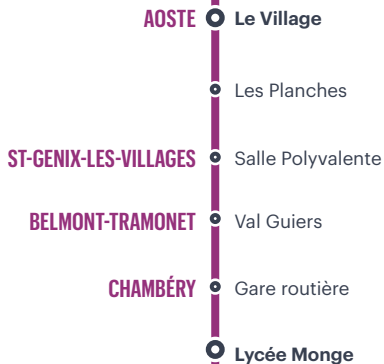 AOSTE Le Village
Les Planches
ST-GENIX-LES-VILLAGES Salle Polyvalente
BELMONT-TRAMONET Val Guiers
CHAMBÉRY Gare routière
Lycée Monge